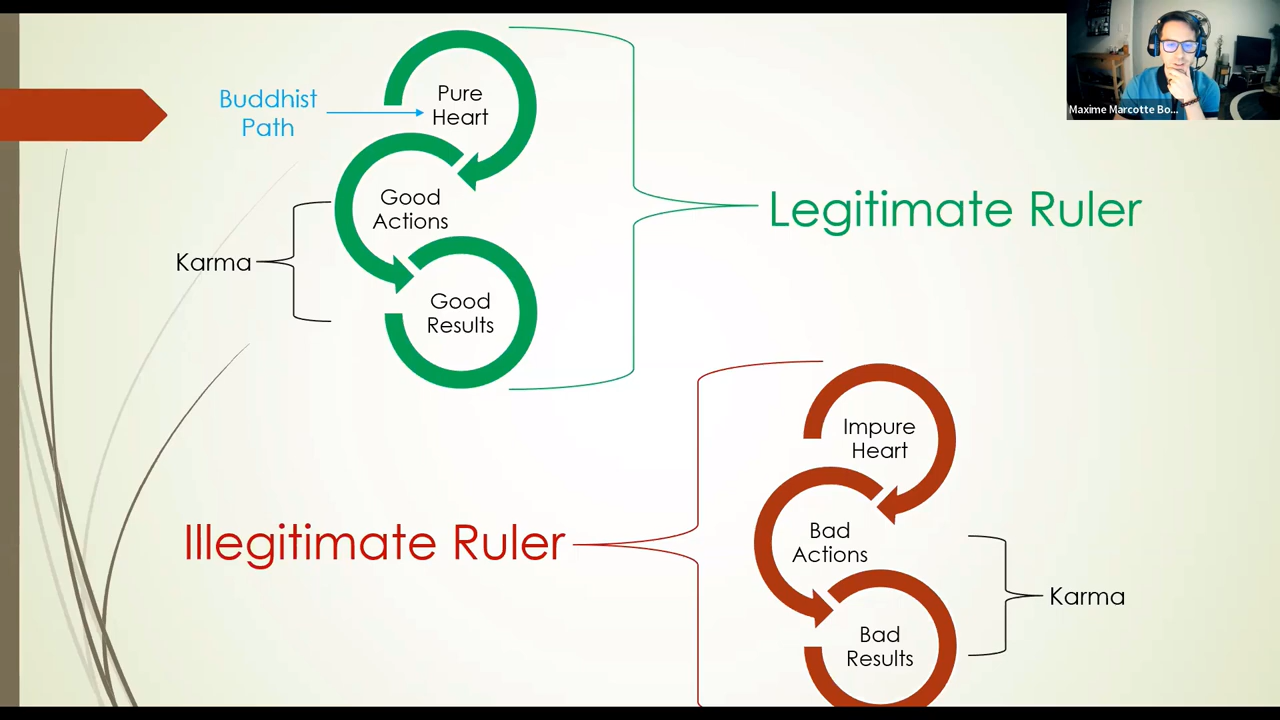 Maxime Marcotte Bo...
Buddhist
Path
Pure
Heart
Good
Actions
Karma
Good
Results
Legitimate Ruler
Illegitimate Ruler
Impure
Heart
Bad
Actions
Bad
Results
Karma